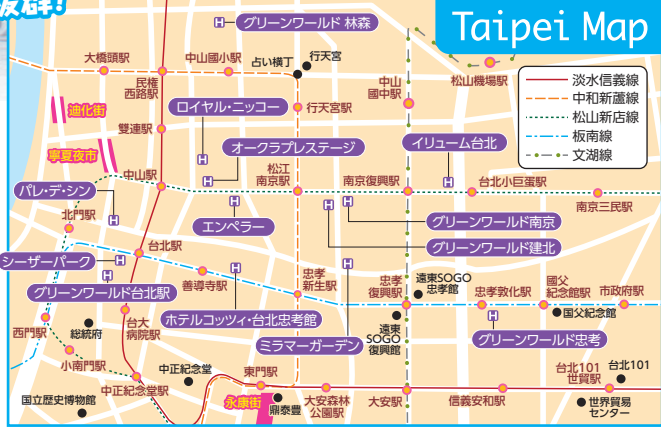 抜群!
Taipei Map
グリーンワールド 林森
大橋頭駅
民権
西路駅
中山國小駅
占い横丁
行天宮
中山
國中駅
松山機場駅
淡水信義線
中和新蘆線
松山新店線
板南線
文湖線
迪化街
ロイヤル・ニッコー
行天宮駅
雙連駅
寧夏夜市
オークラプレステージ
イリューム台北
中山駅
松江
南京駅
南京復興駅
台北小巨蛋駅
南京三民駅
パレ・デ・シン
北門駅
エンペラー
グリーンワールド南京
グリーンワールド建北
台北駅
シーザーパーク
善導寺駅
忠孝
新生駅
忠孝
復興駅
遠東SOGO
忠孝館
忠孝敦化駅
國父
紀念館駅
市政府駅
グリーンワールド台北駅
西門駅
総統府
台大
病院駅
ホテルコッツィ・台北忠孝館
ミラマーガーデン
遠東
SOGO
復興館
国父紀念館
グリーンワールド忠孝
小南門駅
中正紀念堂
中正紀念堂駅
国立歴史博物館
東門駅
永康街
鼎泰豊
大安森林
公園駅
大安駅
信義安和駅
台北101
世貿駅
台北101
世界貿易
センター